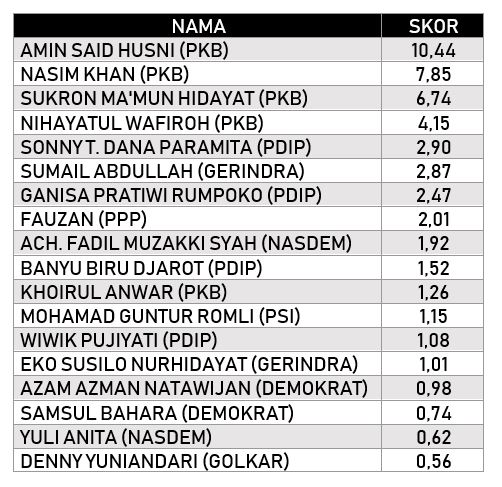 NAMA SKOR
AMIN SAID HUSNI (PKB) 10,44
NASIM KHAN (PKB) 7,85
SUKRON MA'MUN HIDAYAT (PKB) 6,74
NIHAYATUL WAFIROH (PKB) 4,15
SONNY T. DANA PARAMITA (PDIP) 2,90
SUMAIL ABDULLAH (GERINDRA) 2,87
GANISA PRATIWI RUMPOKO (PDIP) 2,47
FAUZAN (PPP) 2,01
ACH. FADIL MUZAKKI SYAH (NASDEM) 1,92
BANYU BIRU DJAROT (PDIP) 1,52
KHOIRUL ANWAR (PKB) 1,26
MOHAMAD GUNTUR ROMLI (PSI) 1,15
WIWIK PUJIYATI (PDIP) 1,08
EKO SUSILO NURHIDAYAT (GERINDRA) 1,01
AZAM AZMAN NATAWIJAN (DEMOKRAT) 0,98
SAMSUL BAHARA (DEMOKRAT) 0,74
YULI ANITA (NASDEM) 0,62
DENNY YUNIANDARI (GOLKAR) 0,56